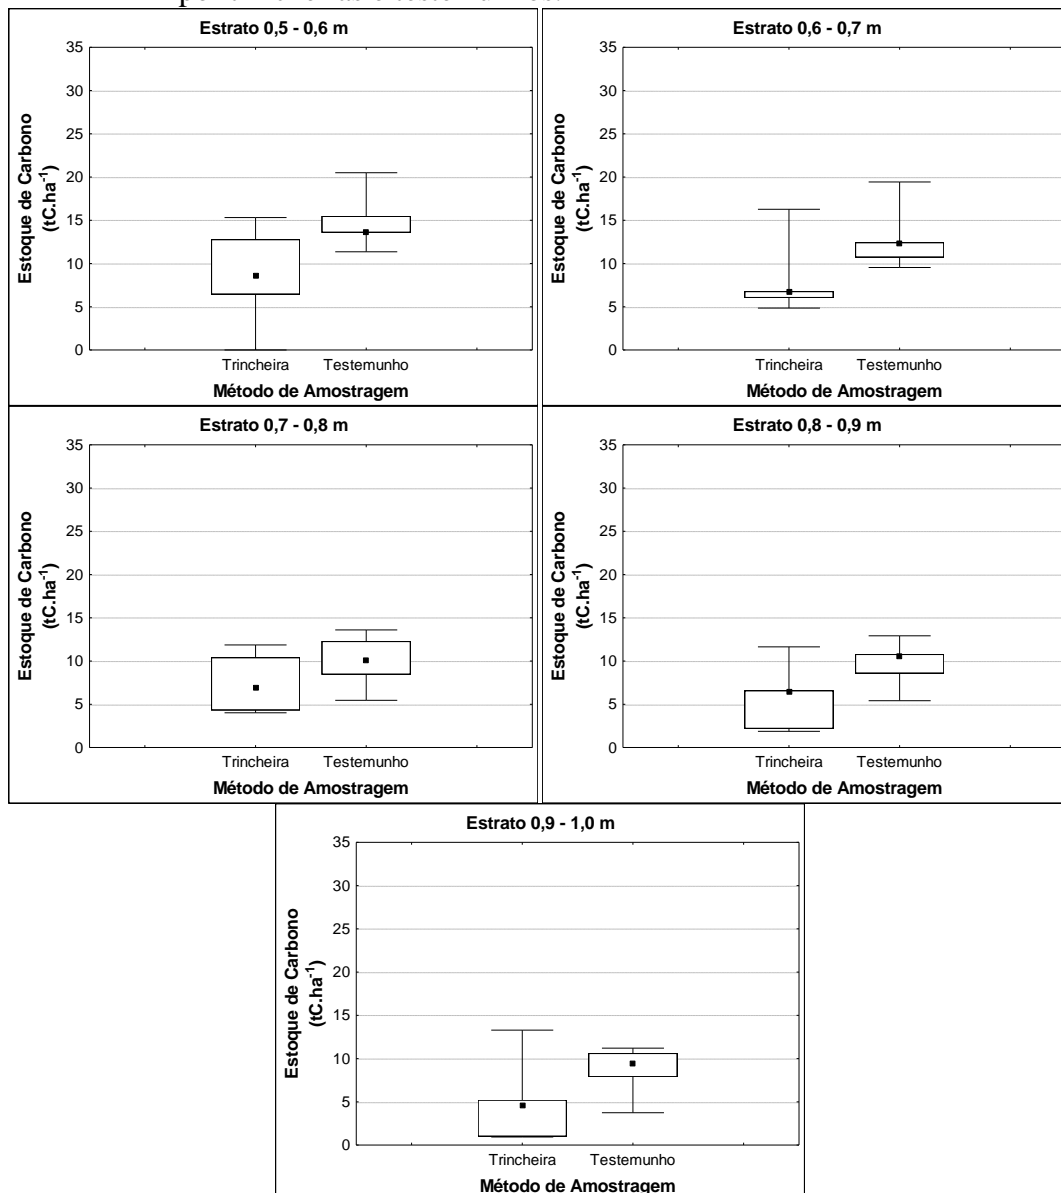 Estrato 0,5 - 0,6 m
35
30
25
20
15
10
5
0
Estoque de Carbono
(tC.ha-1)
Trincheira Testemunho
Método de Amostragem
Estrato 0,6 - 0,7 m
35
30
25
20
15
10
5
0
Estoque de Carbono
(tC.ha-1)
Trincheira Testemunho
Método de Amostragem
Estrato 0,7 - 0,8 m
35
30
25
20
15
10
5
0
Estoque de Carbono
(tC.ha-1)
Trincheira Testemunho
Método de Amostragem
Estrato 0,8 - 0,9 m
35
30
25
20
15
10
5
0
Estoque de Carbono
(tC.ha-1)
Trincheira Testemunho
Método de Amostragem
Estrato 0,9 - 1,0 m
35
30
25
20
15
10
5
0
Estoque de Carbono
(tC.ha-1)
Trincheira Testemunho
Método de Amostragem